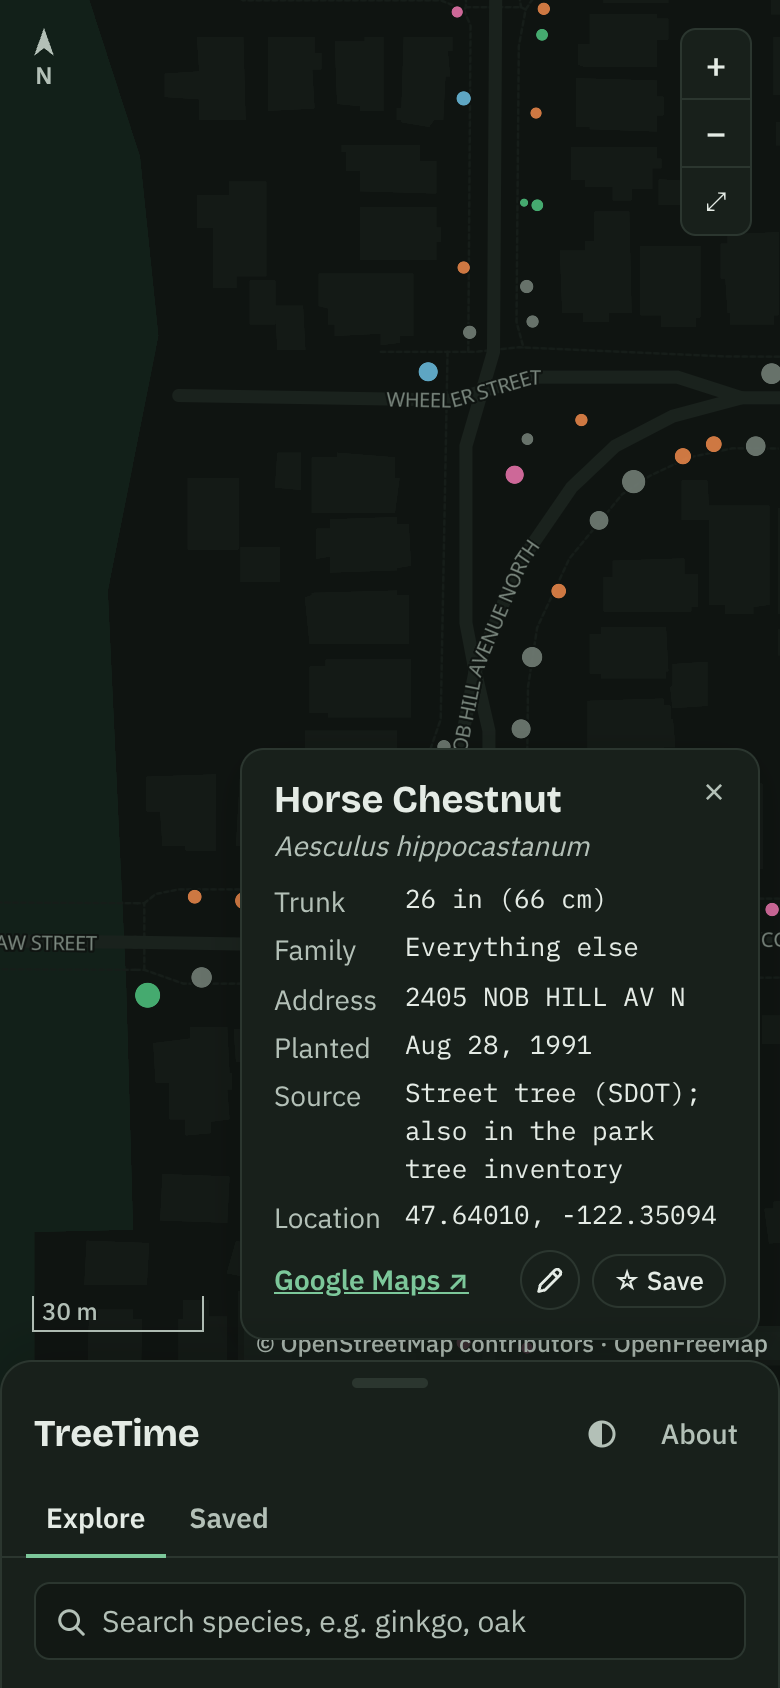 N
+
−
WHEELER STREET
OB HILL AVENUE NORTH
Horse Chestnut
×
Aesculus hippocastanum
Trunk 26 in (66 cm)
Family Everything else
AW STREET
CO
Address 2405 NOB HILL AV N
Planted Aug 28, 1991
Source Street tree (SDOT);
also in the park
tree inventory
Location 47.64010, -122.35094
Google Maps ↗
☆ Save
30 m
© OpenStreetMap contributors · OpenFreeMap
TreeTime
About
Explore Saved
Search species, e.g. ginkgo, oak